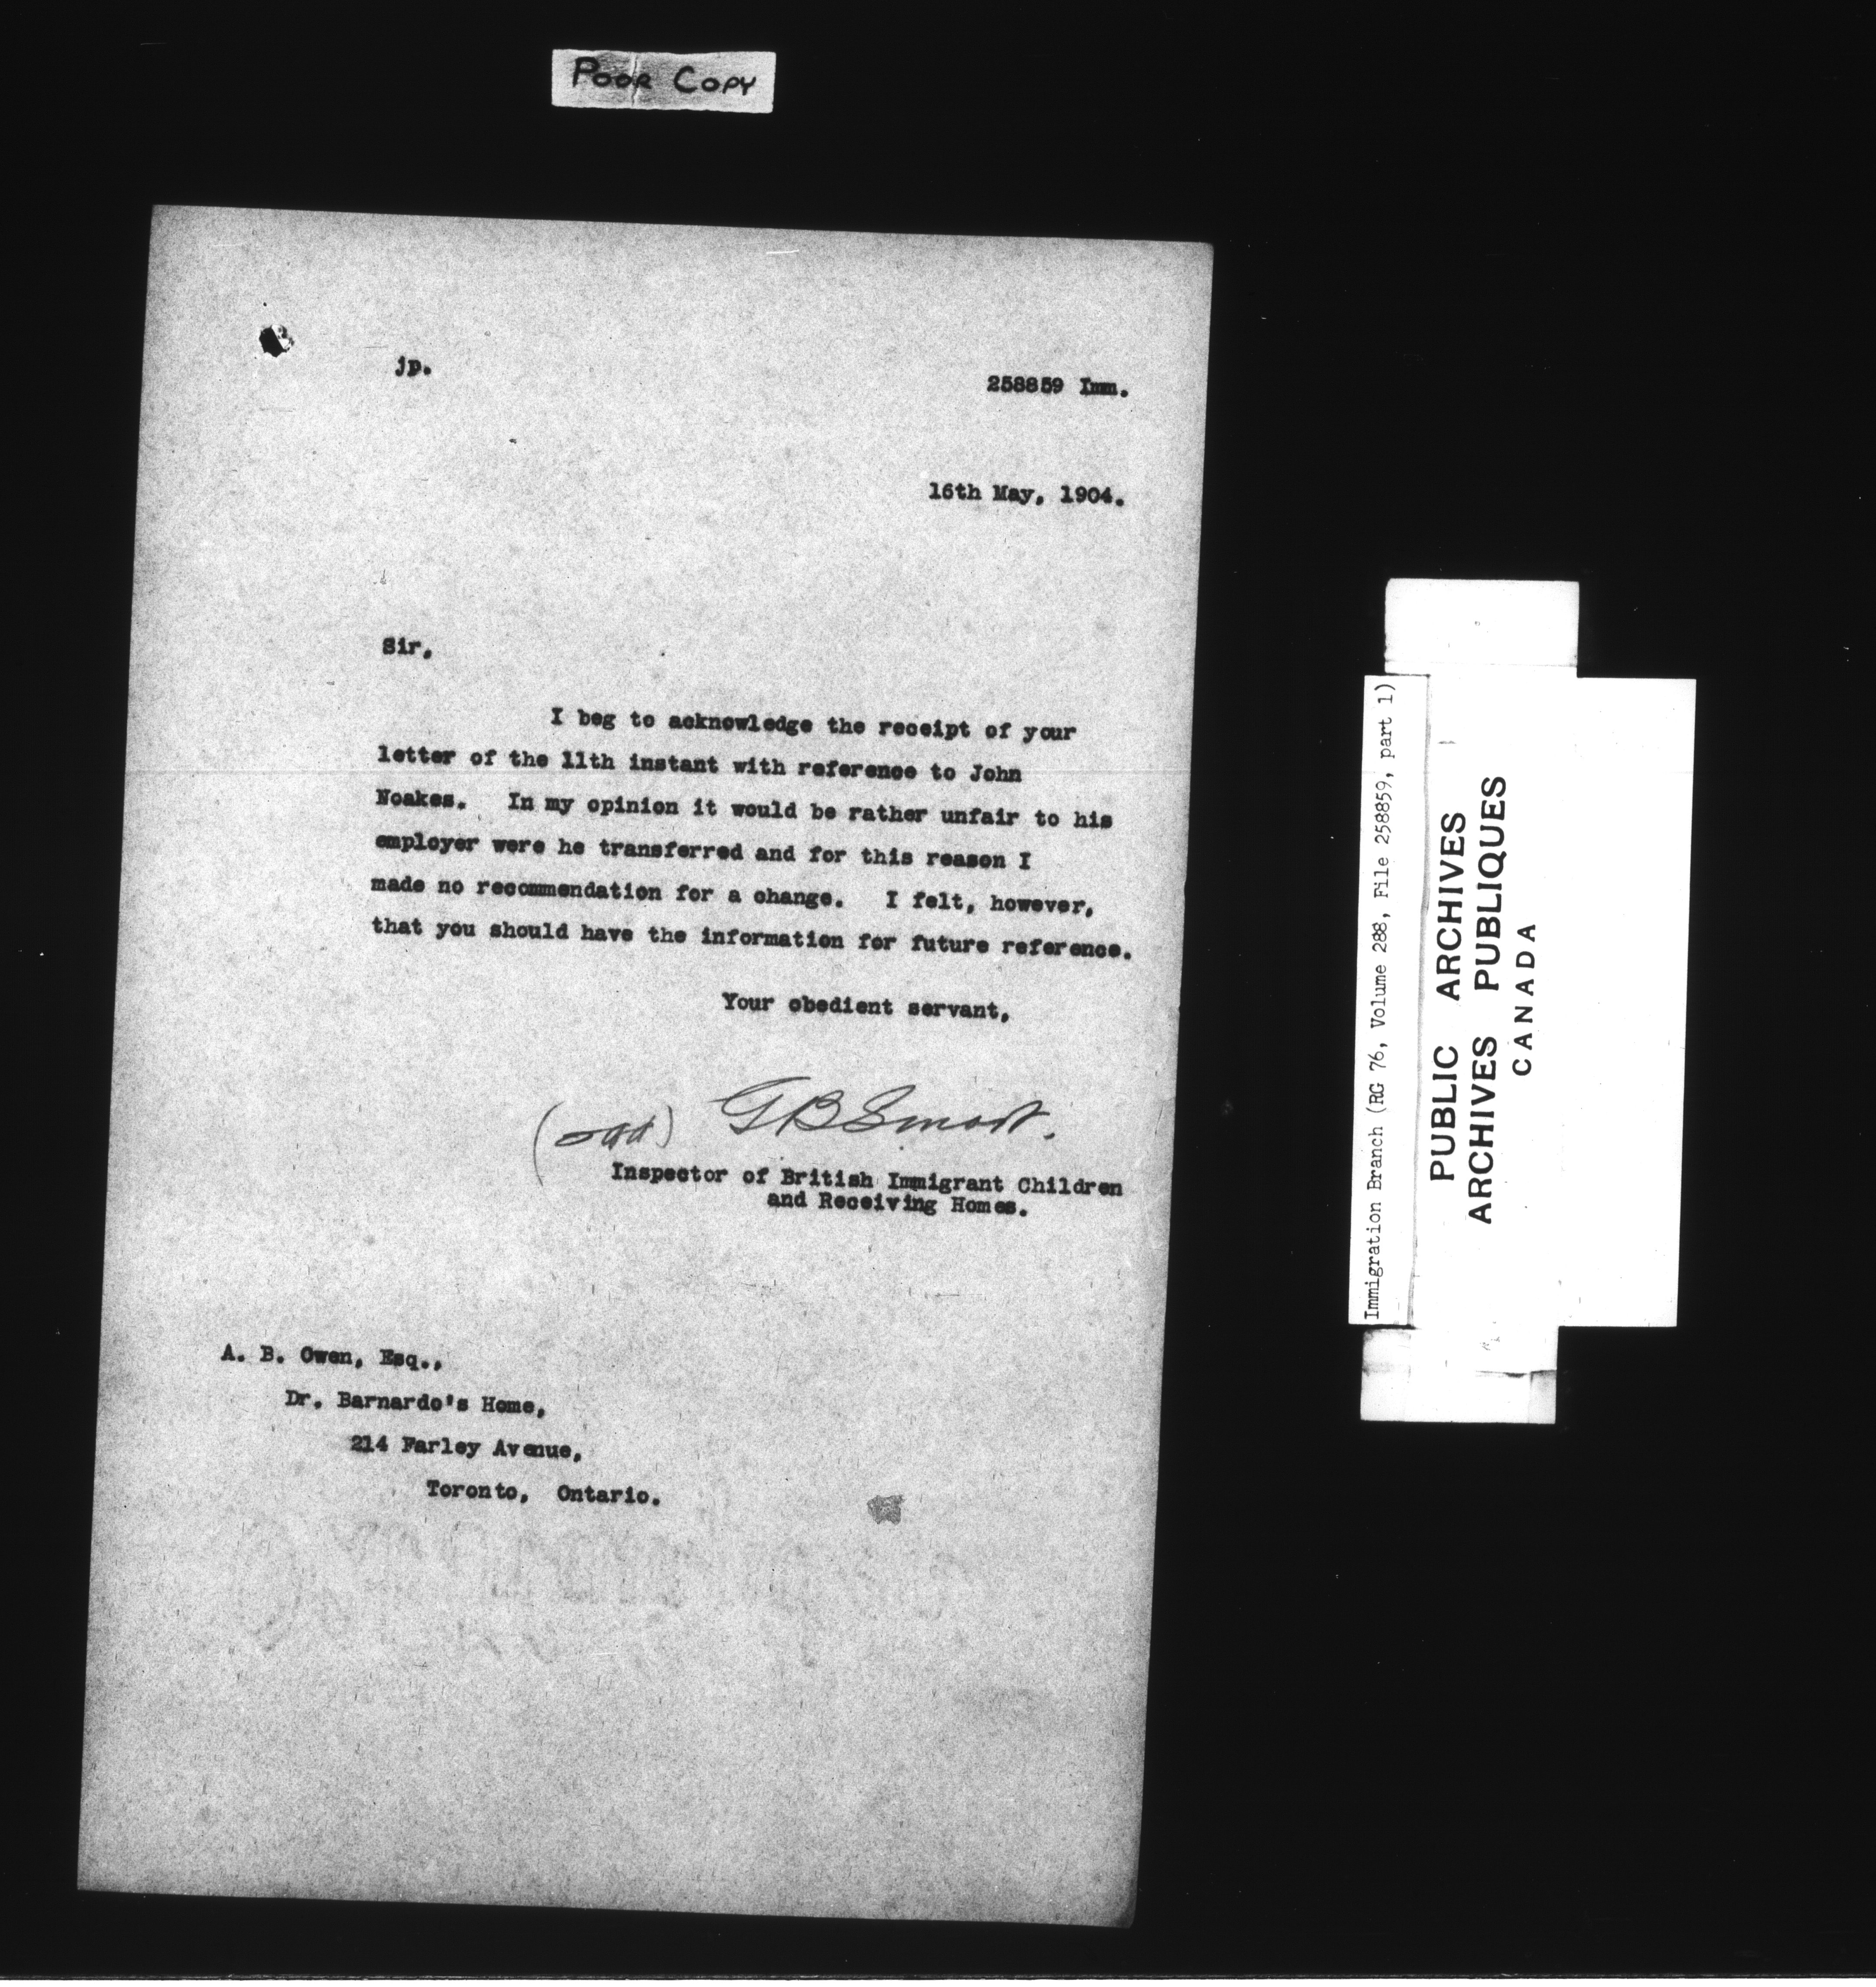 POOR COPY
jp.
258859 Imm.
16th May, 1904.
Sir,
I beg to acknowledge the receipt of your
letter of the 11th instant with reference to John
Noakes. In my opinion it would be rather unfair to his
employer were he transferred and for this reason I
made no recommendation for a change. I felt, however,
that you should have the information for future reference.
Your obedient servant,
(sgd) G B Smart.
Inspector of British Immigrant Children
and Receiving Homes.
A. B. Owen, Esq.,
Dr. Barnardo's Home,
214 Farley Avenue,
Toronto, Ontario.
Immigration Branch (RG 76, Volume 288, File 258859, part 1)
PUBLIC ARCHIVES
ARCHIVES PUBLIQUES
CANADA